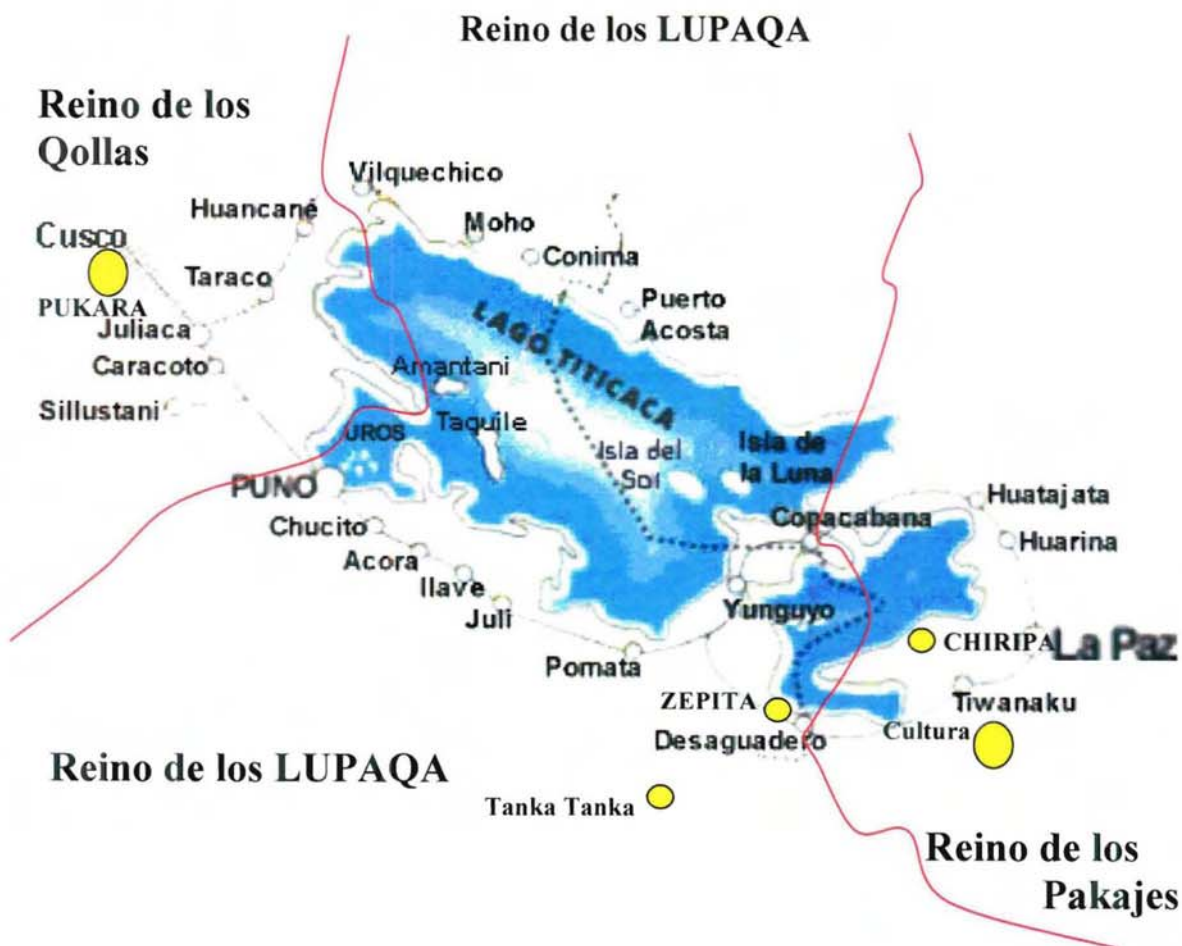 Reino de los LUPAQA
Reino de los
Qollas
Vilquechico
Huancané
Moho
Cusco
Conima
Taraco
PUKARA
Puerto
Acosta
Juliaca
LAGO TITICACA
Caracoto
Amantani
Sillustani
Taquile
UROS
Isla del
Sol
Isla de
la Luna
PUNO
Huatajata
Chucito
Copacabana
Huarina
Acora
Ilave
Yunguyo
Juli
CHIRIPA
La Paz
Pomata
ZEPITA
Tiwanaku
Cultura
Desaguadero
Reino de los LUPAQA
Tanka Tanka
Reino de los
Pakajes